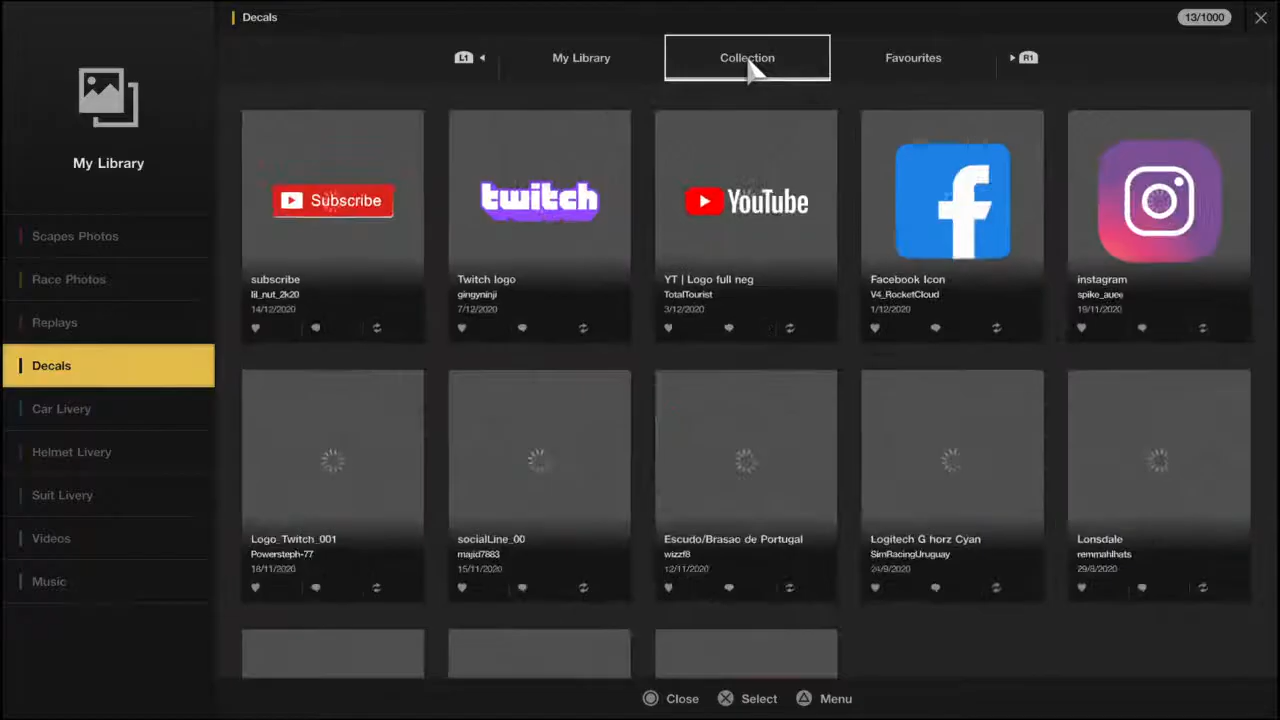 Decals
13/1000
L1
My Library
Collection
Favourites
R1
My Library
Scapes Photos
Race Photos
Replays
Decals
Car Livery
Helmet Livery
Suit Livery
Videos
Music
Subscribe
subscribe
lil_nut_2k20
14/12/2020
twitch
Twitch logo
gingyninji
7/12/2020
YouTube
YT | Logo full neg
TotalTourist
3/12/2020
f
Facebook Icon
V4_RocketCloud
1/12/2020
instagram
spike_auee
19/11/2020
Logo_Twitch_001
Powersteph-77
18/11/2020
socialLine_00
majid7883
15/11/2020
Escudo/Brasao de Portugal
wizzf8
12/11/2020
Logitech G horz Cyan
SimRacingUruguay
24/9/2020
Lonsdale
remmahlhats
29/8/2020
Close
Select
Menu